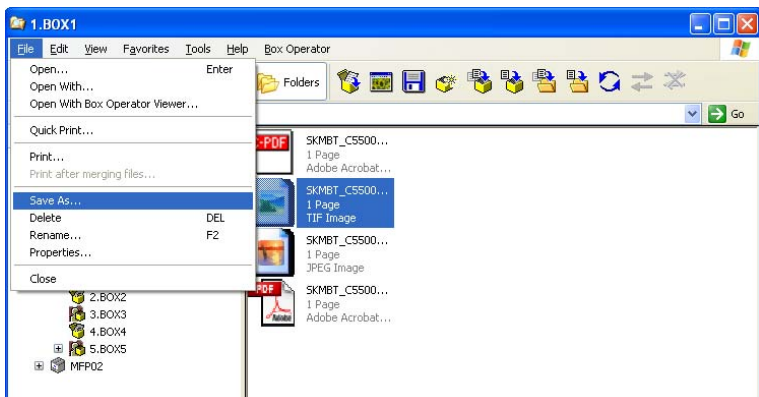 1.BOX1
File Edit View Favorites Tools Help Box Operator
Folders
Go
Open... Enter
Open With...
Open With Box Operator Viewer...
Quick Print...
Print...
Print after merging files...
Save As...
Delete DEL
Rename... F2
Properties...
Close
2.BOX2
3.BOX3
4.BOX4
5.BOX5
MFP02
-PDF
SKMBT_C5500...
1 Page
Adobe Acrobat...
SKMBT_C5500...
1 Page
TIF Image
SKMBT_C5500...
1 Page
JPEG Image
PDF
Adobe
SKMBT_C5500...
1 Page
Adobe Acrobat...